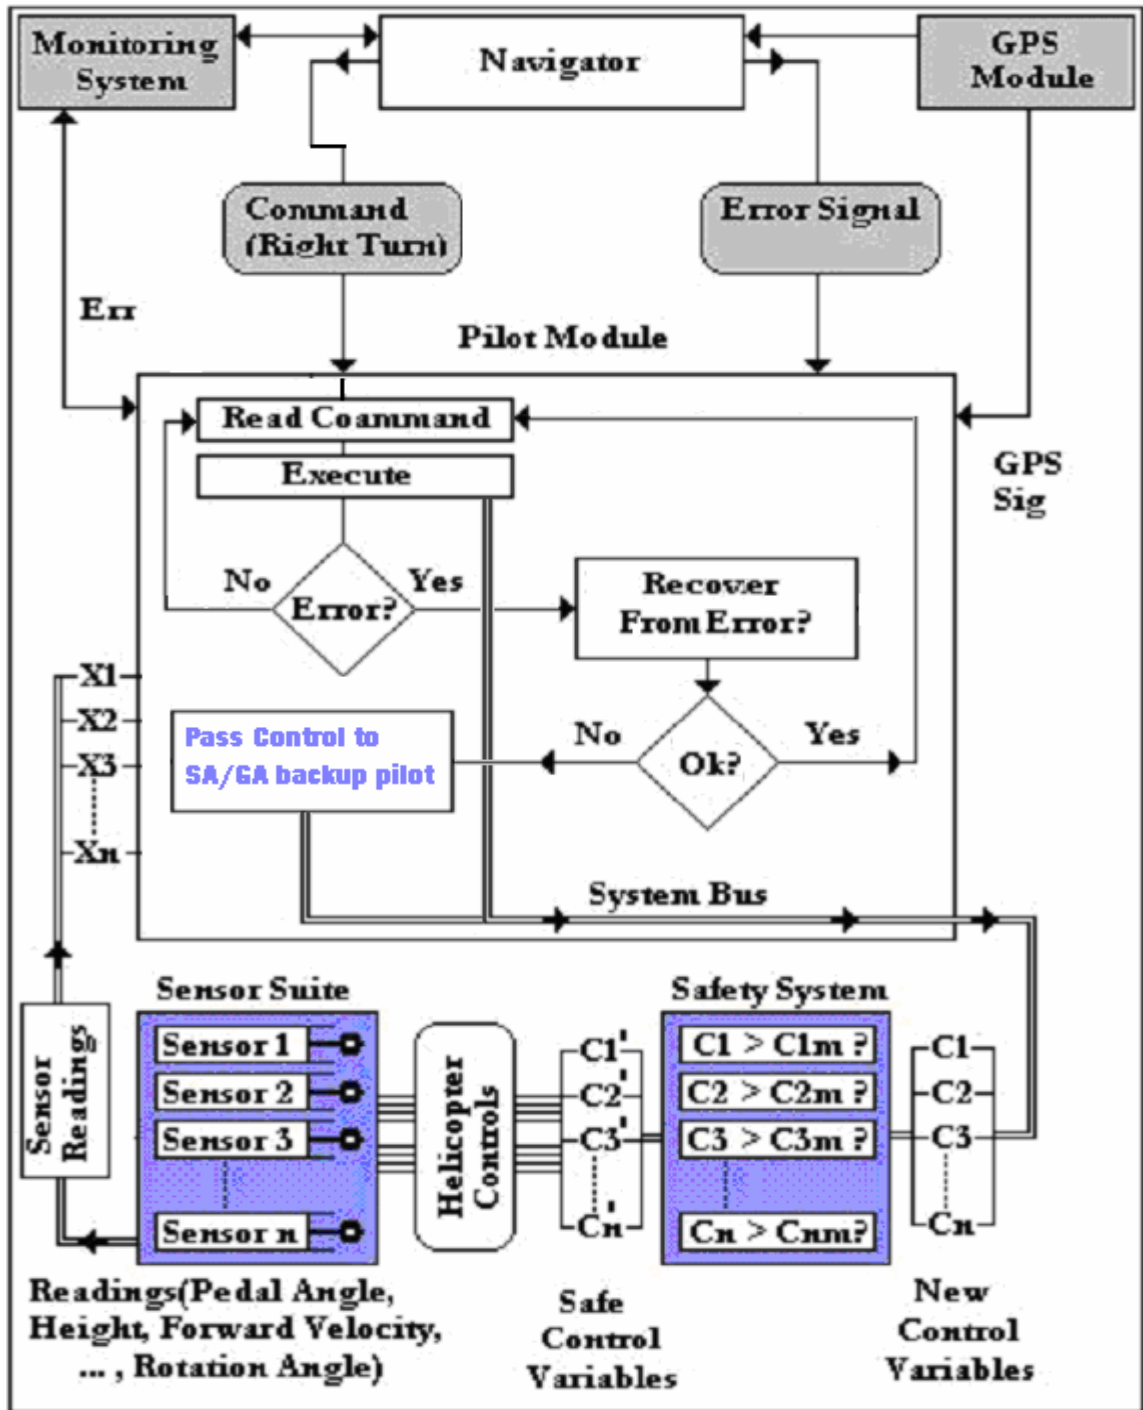 Monitoring
System
Navigator
GPS
Module
Command
(Right Turn)
Error Signal
Err
Pilot Module
GPS
Sig
Read Coammand
Execute
No
Error?
Yes
Recover
From Error?
No
Ok?
Yes
Pass Control to
SA/GA backup pilot
X1
X2
X3
Xn
System Bus
Sensor
Readings
Sensor Suite
Sensor 1
Sensor 2
Sensor 3
Sensor n
Helicopter
Controls
C1'
C2'
C3'
Cn'
Safety System
C1 > C1m ?
C2 > C2m ?
C3 > C3m ?
Cn > Cnm?
C1
C2
C3
Cn
Readings(Pedal Angle,
Height, Forward Velocity,
... , Rotation Angle)
Safe
Control
Variables
New
Control
Variables